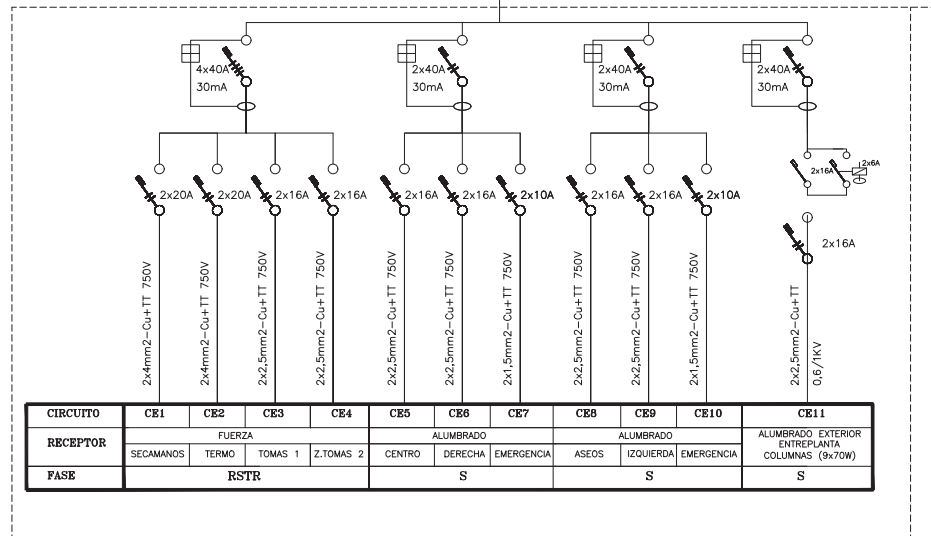 4x40A
30mA
2x40A
30mA
2x40A
30mA
2x40A
30mA
2x16A
2x6A
2x20A
2x20A
2x16A
2x16A
2x16A
2x16A
2x10A
2x16A
2x16A
2x10A
2x16A
2x4mm2-Cu+TT 750V
2x4mm2-Cu+TT 750V
2x2,5mm2-Cu+TT 750V
2x2,5mm2-Cu+TT 750V
2x2,5mm2-Cu+TT 750V
2x2,5mm2-Cu+TT 750V
2x1,5mm2-Cu+TT 750V
2x2,5mm2-Cu+TT 750V
2x2,5mm2-Cu+TT 750V
2x1,5mm2-Cu+TT 750V
2x2,5mm2-Cu+TT
0,6/1KV
CIRCUITO CE1 CE2 CE3 CE4 CE5 CE6 CE7 CE8 CE9 CE10 CE11
RECEPTOR
FUERZA ALUMBRADO ALUMBRADO
SECAMANOS TERMO TOMAS 1 Z.TOMAS 2 CENTRO DERECHA EMERGENCIA ASEOS IZQUIERDA EMERGENCIA
ALUMBRADO EXTERIOR
ENTREPLANTA
COLUMNAS (9x70W)
FASE RSTR S S S